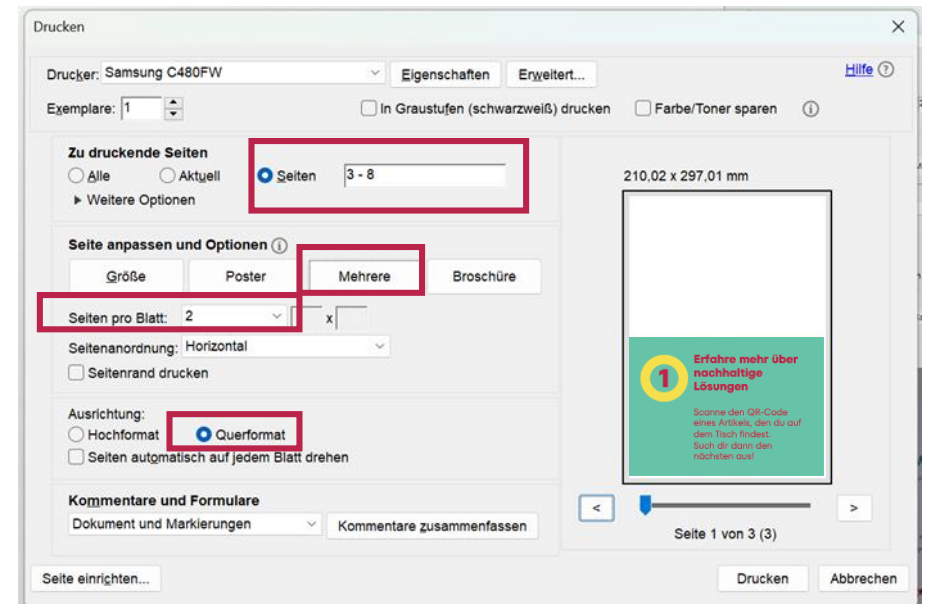 Drucken
Drucker: Samsung C480FW Eigenschaften Erweitert... Hilfe
Exemplare: 1 In Graustufen (schwarzweiß) drucken Farbe/Toner sparen
Zu druckende Seiten
Alle Aktuell Seiten 3 - 8
Weitere Optionen
Seite anpassen und Optionen
Größe Poster Mehrere Broschüre
Seiten pro Blatt: 2 x
Seitenanordnung: Horizontal
Seitenrand drucken
Ausrichtung:
Hochformat Querformat
Seiten automatisch auf jedem Blatt drehen
Kommentare und Formulare
Dokument und Markierungen Kommentare zusammenfassen
210,02 x 297,01 mm
1
Erfahre mehr über
nachhaltige
Lösungen
Scanne den QR-Code
eines Artikels, den du auf
dem Tisch findest.
Such dir dann den
nächsten aus!
< >
Seite 1 von 3 (3)
Seite einrichten... Drucken Abbrechen